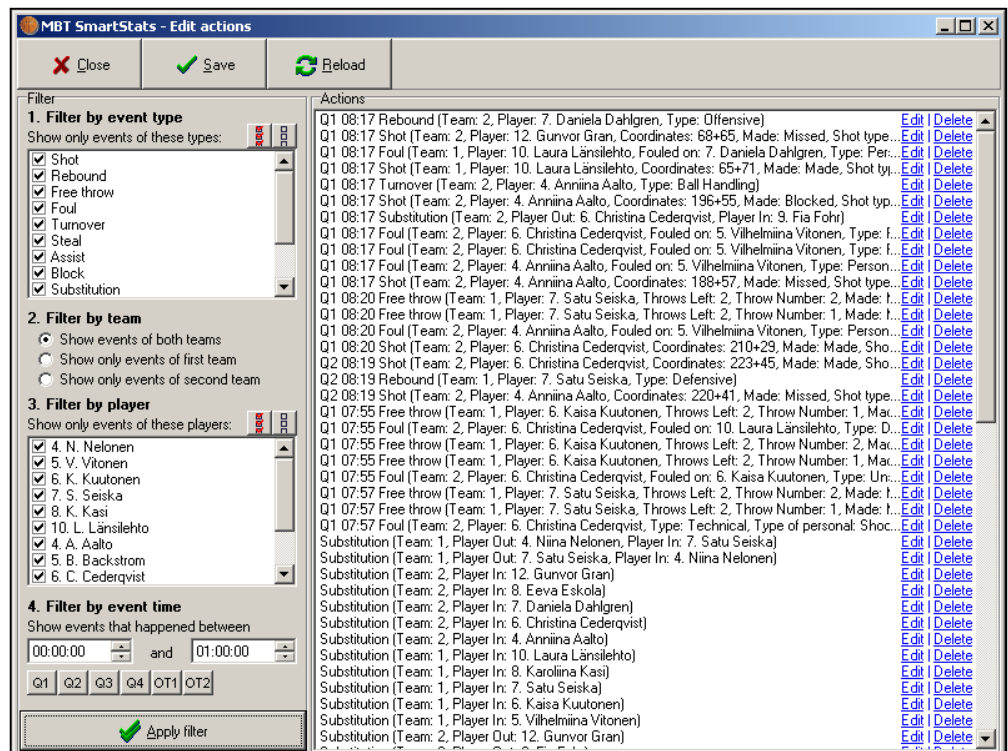 MBT SmartStats - Edit actions
Close
Save
Reload
Filter
1. Filter by event type
Show only events of these types:
Shot
Rebound
Free throw
Foul
Turnover
Steal
Assist
Block
Substitution
2. Filter by team
Show events of both teams
Show only events of first team
Show only events of second team
3. Filter by player
Show only events of these players:
4. N. Nelonen
5. V. Vitonen
6. K. Kuutonen
7. S. Seiska
8. K. Kasi
10. L. Länsilehto
4. A. Aalto
5. B. Backstrom
6. C. Cederqvist
4. Filter by event time
Show events that happened between
00:00:00 and 01:00:00
Q1 Q2 Q3 Q4 OT1 OT2
Apply filter
Actions
Q1 08:17 Rebound (Team: 2, Player: 7. Daniela Dahlgren, Type: Offensive) Edit | Delete
Q1 08:17 Shot (Team: 2, Player: 12. Gunvor Gran, Coordinates: 68+65, Made: Missed, Shot type... Edit | Delete
Q1 08:17 Foul (Team: 1, Player: 10. Laura Länsilehto, Fouled on: 7. Daniela Dahlgren, Type: Per... Edit | Delete
Q1 08:17 Shot (Team: 1, Player: 10. Laura Länsilehto, Coordinates: 65+71, Made: Made, Shot ty... Edit | Delete
Q1 08:17 Turnover (Team: 2, Player: 4. Anniina Aalto, Type: Ball Handling) Edit | Delete
Q1 08:17 Shot (Team: 2, Player: 4. Anniina Aalto, Coordinates: 196+55, Made: Blocked, Shot typ... Edit | Delete
Q1 08:17 Substitution (Team: 2, Player Out: 6. Christina Cederqvist, Player In: 9. Fia Fohr) Edit | Delete
Q1 08:17 Foul (Team: 2, Player: 6. Christina Cederqvist, Fouled on: 5. Vilhelmiina Vitonen, Type: ... Edit | Delete
Q1 08:17 Foul (Team: 2, Player: 6. Christina Cederqvist, Fouled on: 5. Vilhelmiina Vitonen, Type: ... Edit | Delete
Q1 08:17 Foul (Team: 2, Player: 4. Anniina Aalto, Fouled on: 5. Vilhelmiina Vitonen, Type: Person... Edit | Delete
Q1 08:17 Shot (Team: 2, Player: 4. Anniina Aalto, Coordinates: 188+57, Made: Missed, Shot type... Edit | Delete
Q1 08:20 Free throw (Team: 1, Player: 7. Satu Seiska, Throws Left: 2, Throw Number: 2, Made: ... Edit | Delete
Q1 08:20 Free throw (Team: 1, Player: 7. Satu Seiska, Throws Left: 2, Throw Number: 1, Made: ... Edit | Delete
Q1 08:20 Foul (Team: 2, Player: 4. Anniina Aalto, Fouled on: 5. Vilhelmiina Vitonen, Type: Person... Edit | Delete
Q1 08:20 Shot (Team: 2, Player: 6. Christina Cederqvist, Coordinates: 210+29, Made: Made, Sho... Edit | Delete
Q2 08:19 Shot (Team: 2, Player: 6. Christina Cederqvist, Coordinates: 223+45, Made: Made, Sho... Edit | Delete
Q2 08:19 Rebound (Team: 1, Player: 7. Satu Seiska, Type: Defensive) Edit | Delete
Q2 08:19 Shot (Team: 2, Player: 4. Anniina Aalto, Coordinates: 220+41, Made: Missed, Shot type... Edit | Delete
Q1 07:55 Free throw (Team: 1, Player: 6. Kaisa Kuutonen, Throws Left: 2, Throw Number: 1, Mac... Edit | Delete
Q1 07:55 Foul (Team: 2, Player: 6. Christina Cederqvist, Fouled on: 10. Laura Länsilehto, Type: D... Edit | Delete
Q1 07:55 Free throw (Team: 1, Player: 6. Kaisa Kuutonen, Throws Left: 2, Throw Number: 2, Mac... Edit | Delete
Q1 07:55 Free throw (Team: 1, Player: 6. Kaisa Kuutonen, Throws Left: 2, Throw Number: 1, Mac... Edit | Delete
Q1 07:55 Foul (Team: 2, Player: 6. Christina Cederqvist, Fouled on: 6. Kaisa Kuutonen, Type: Un... Edit | Delete
Q1 07:57 Free throw (Team: 1, Player: 7. Satu Seiska, Throws Left: 2, Throw Number: 2, Made: ... Edit | Delete
Q1 07:57 Free throw (Team: 1, Player: 7. Satu Seiska, Throws Left: 2, Throw Number: 1, Made: ... Edit | Delete
Q1 07:57 Foul (Team: 2, Player: 6. Christina Cederqvist, Type: Technical, Type of personal: Shoc... Edit | Delete
Substitution (Team: 1, Player Out: 4. Niina Nelonen, Player In: 7. Satu Seiska) Edit | Delete
Substitution (Team: 1, Player Out: 7. Satu Seiska, Player In: 4. Niina Nelonen) Edit | Delete
Substitution (Team: 2, Player In: 12. Gunvor Gran) Edit | Delete
Substitution (Team: 2, Player In: 8. Eeva Eskola) Edit | Delete
Substitution (Team: 2, Player In: 7. Daniela Dahlgren) Edit | Delete
Substitution (Team: 2, Player In: 6. Christina Cederqvist) Edit | Delete
Substitution (Team: 2, Player In: 4. Anniina Aalto) Edit | Delete
Substitution (Team: 1, Player In: 10. Laura Länsilehto) Edit | Delete
Substitution (Team: 1, Player In: 8. Karoliina Kasi) Edit | Delete
Substitution (Team: 1, Player In: 7. Satu Seiska) Edit | Delete
Substitution (Team: 1, Player In: 6. Kaisa Kuutonen) Edit | Delete
Substitution (Team: 1, Player In: 5. Vilhelmiina Vitonen) Edit | Delete
Substitution (Team: 2, Player Out: 12. Gunvor Gran) Edit | Delete